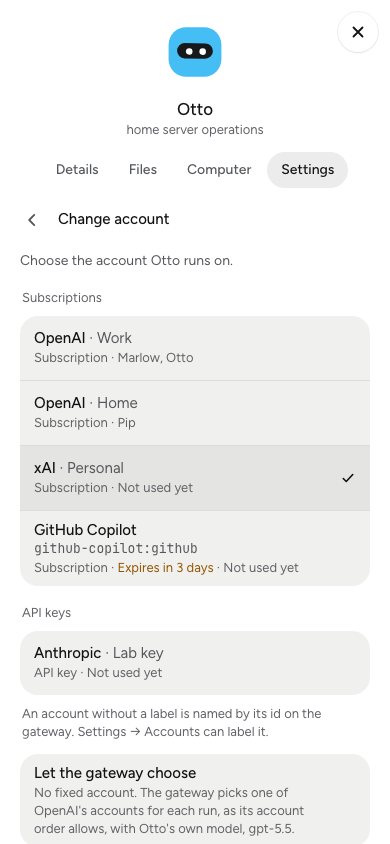 Otto
home server operations
Details Files Computer Settings
Change account
Choose the account Otto runs on.
Subscriptions
OpenAI · Work
Subscription · Marlow, Otto
OpenAI · Home
Subscription · Pip
xAI · Personal
Subscription · Not used yet
GitHub Copilot
github-copilot:github
Subscription · Expires in 3 days · Not used yet
API keys
Anthropic · Lab key
API key · Not used yet
An account without a label is named by its id on the
gateway. Settings → Accounts can label it.
Let the gateway choose
No fixed account. The gateway picks one of
OpenAI's accounts for each run, as its account
order allows, with Otto's own model, gpt-5.5.